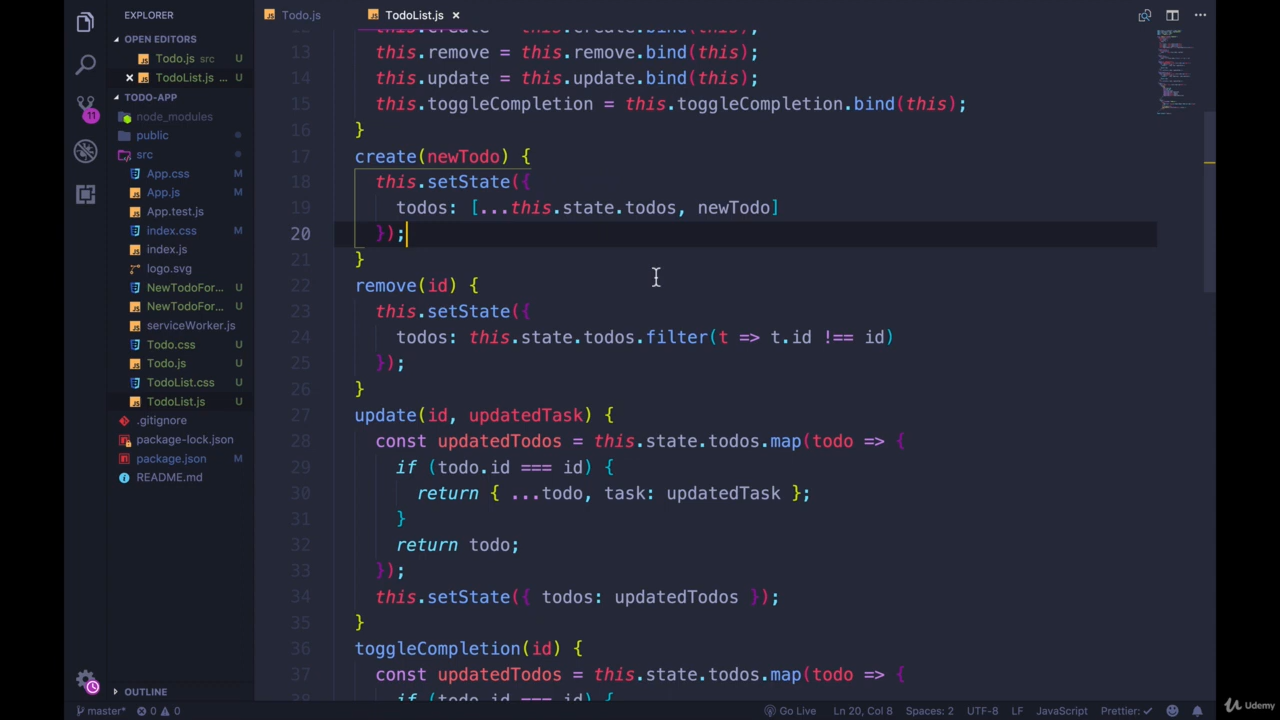 EXPLORER
Todo.js
TodoList.js ×
OPEN EDITORS
Todo.js src U
× TodoList.js ... U
TODO-APP
node_modules
public
src
App.css M
App.js M
App.test.js
index.css U
index.js
logo.svg
NewTodoFor... U
NewTodoFor... U
serviceWorker.js
Todo.css U
Todo.js U
TodoList.css U
TodoList.js U
.gitignore
package-lock.json
package.json M
README.md
OUTLINE
11
13 this.remove = this.remove.bind(this);
14 this.update = this.update.bind(this);
15 this.toggleCompletion = this.toggleCompletion.bind(this);
16 }
17 create(newTodo) {
18 this.setState({
19 todos: [...this.state.todos, newTodo]
20 });
21 }
22 remove(id) {
23 this.setState({
24 todos: this.state.todos.filter(t => t.id !== id)
25 });
26 }
27 update(id, updatedTask) {
28 const updatedTodos = this.state.todos.map(todo => {
29 if (todo.id === id) {
30 return { ...todo, task: updatedTask };
31 }
32 return todo;
33 });
34 this.setState({ todos: updatedTodos });
35 }
36 toggleCompletion(id) {
37 const updatedTodos = this.state.todos.map(todo => {
master* 0 0
Go Live Ln 20, Col 8 Spaces: 2 UTF-8 LF JavaScript Prettier: ✓
Udemy